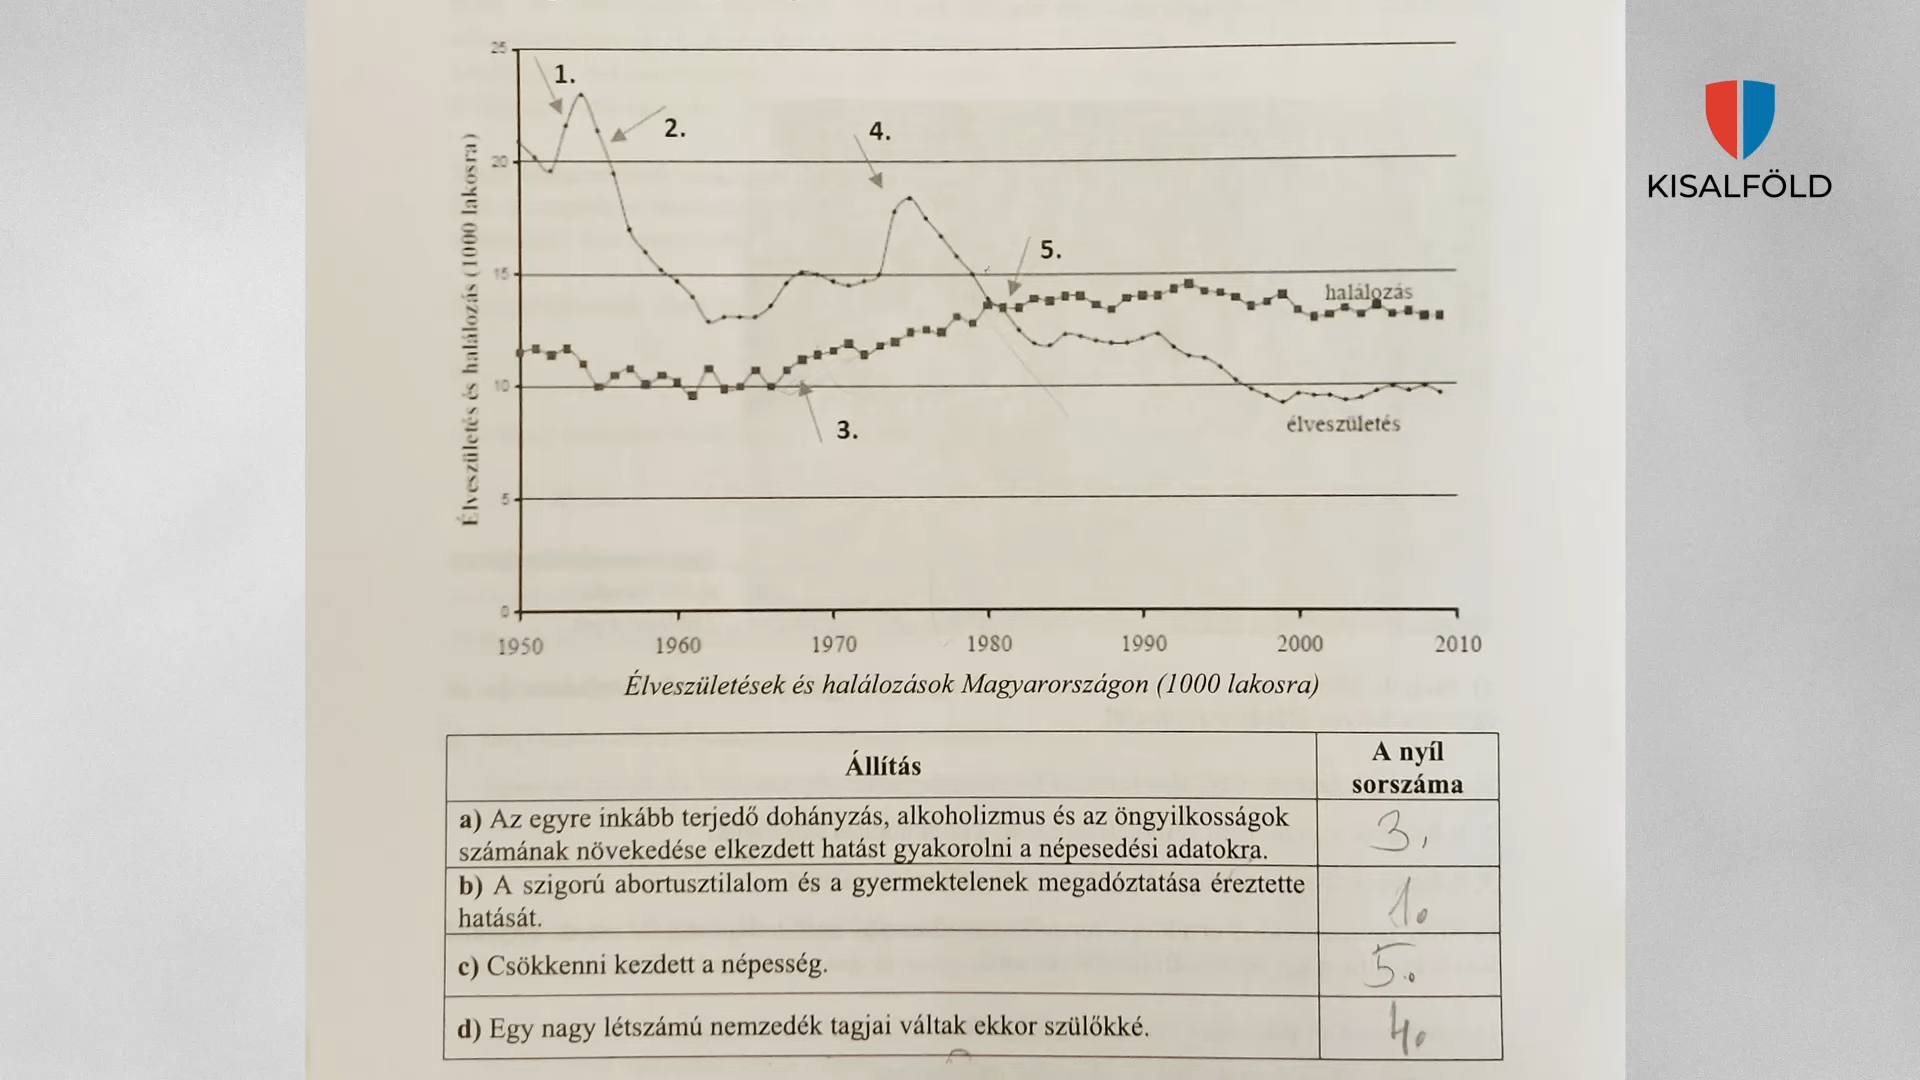 25
1.
2.
4.
20
5.
15
halálozás
10
élveszületés
3.
5
0
Élveszületés és halálozás (1000 lakosra)
1950 1960 1970 1980 1990 2000 2010
Élveszületések és halálozások Magyarországon (1000 lakosra)
Állítás
A nyíl
sorszáma
a) Az egyre inkább terjedő dohányzás, alkoholizmus és az öngyilkosságok
számának növekedése elkezdett hatást gyakorolni a népesedési adatokra.
3.
b) A szigorú abortusztilalom és a gyermektelenek megadóztatása éreztette
hatását.
1.
c) Csökkenni kezdett a népesség.
5.
d) Egy nagy létszámú nemzedék tagjai váltak ekkor szülőkké.
4.
KISALFÖLD